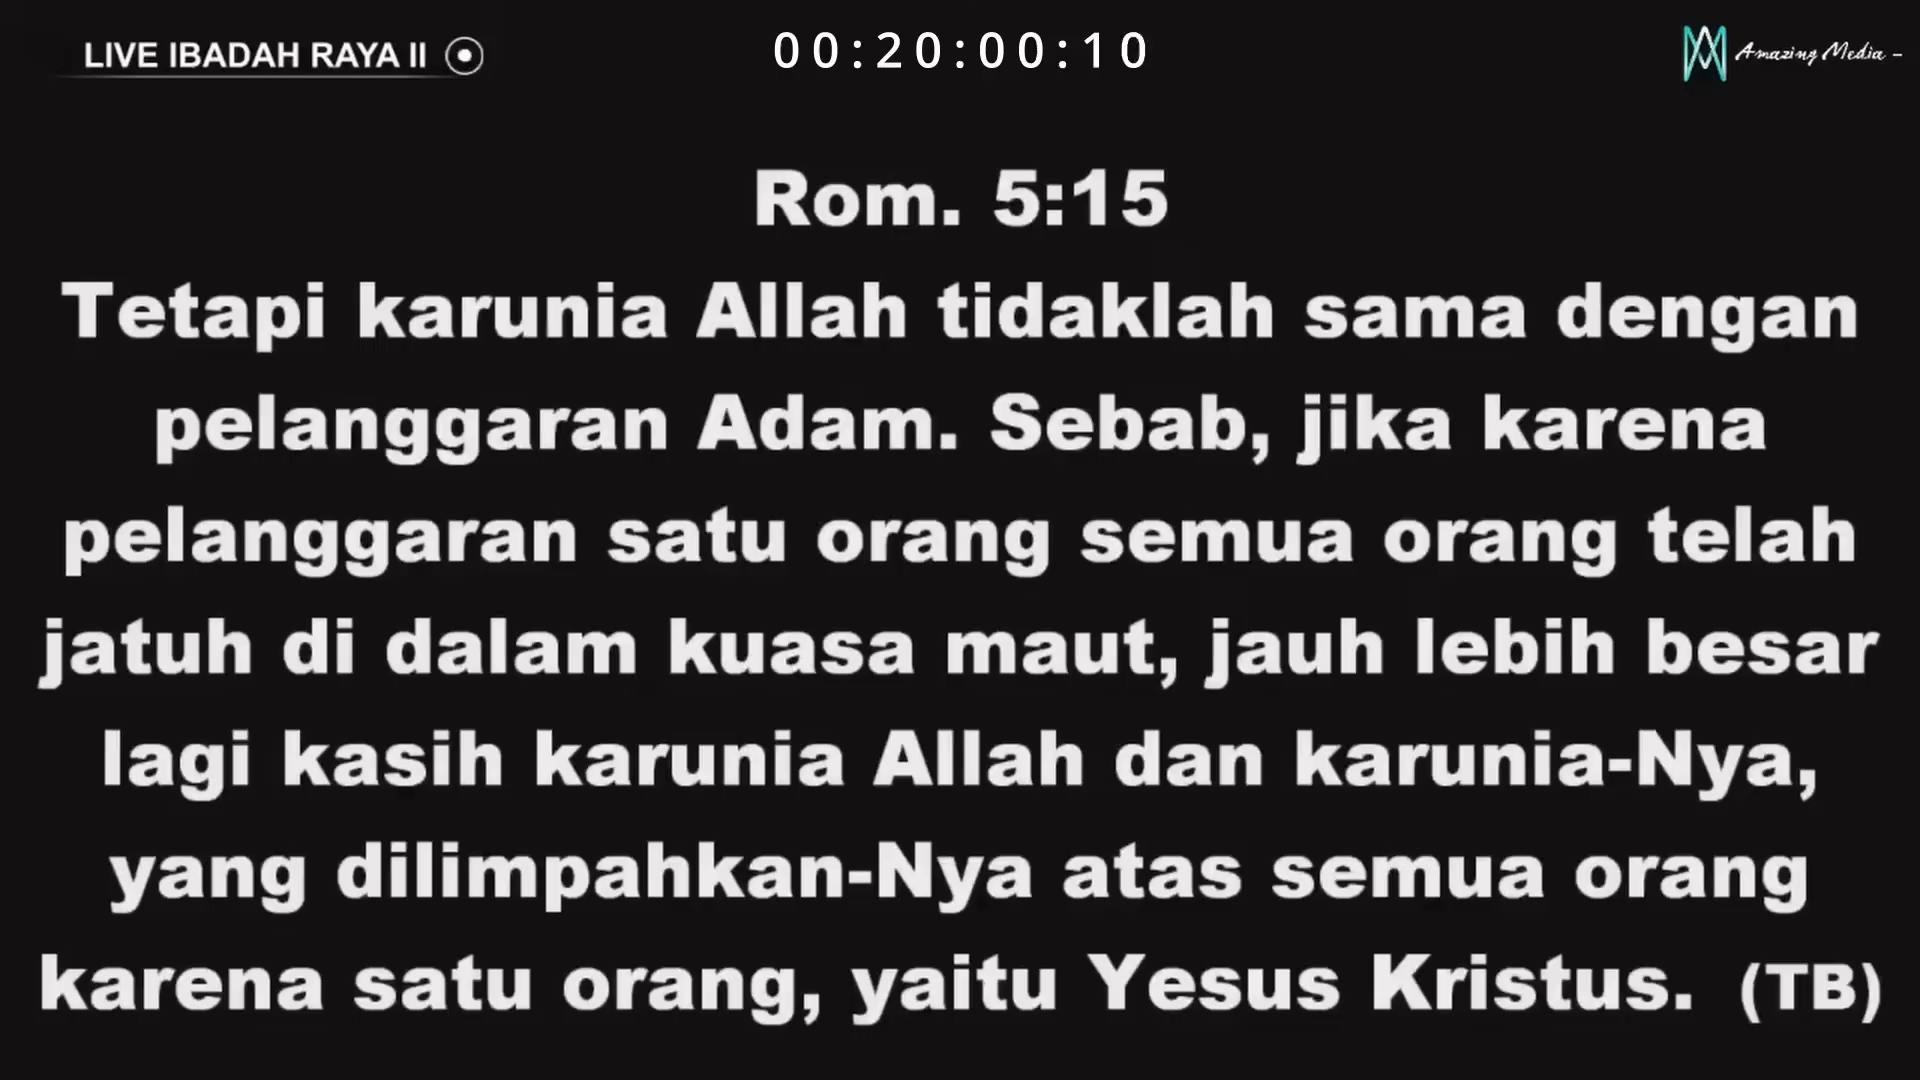 LIVE IBADAH RAYA II
00:20:00:10
Amazing Media -
Rom. 5:15
Tetapi karunia Allah tidaklah sama dengan
pelanggaran Adam. Sebab, jika karena
pelanggaran satu orang semua orang telah
jatuh di dalam kuasa maut, jauh lebih besar
lagi kasih karunia Allah dan karunia-Nya,
yang dilimpahkan-Nya atas semua orang
karena satu orang, yaitu Yesus Kristus. (TB)